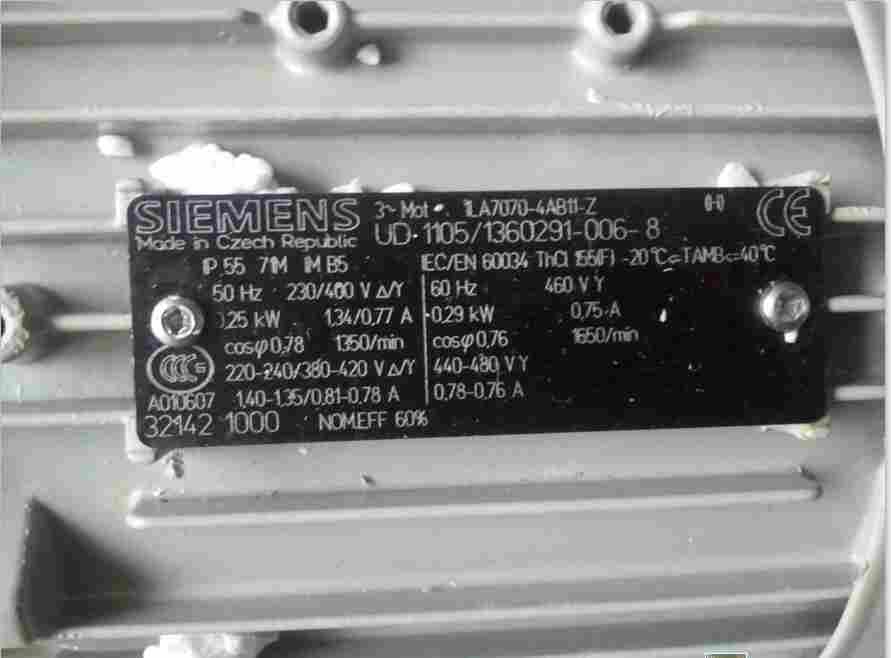 SIEMENS 3~ Mot. 1LA7070-4AB11-Z CE
Made in Czech Republic UD 1105/1360291-006-8
IP 55 71M IM B5 IEC/EN 60034 Th.Cl 155(F) -20°C<=TAMB<=40°C
50 Hz 230/400 V Δ/Y 60 Hz 460 V Y
0,25 kW 1,34/0,77 A 0,29 kW 0,75 A
cosφ 0,78 1350/min cosφ 0,76 1650/min
CCC S 220-240/380-420 V Δ/Y 440-480 V Y
A010607 1.40-1.35/0.81-0.78 A 0.78-0.76 A
32142 1000 NOM.EFF 60%